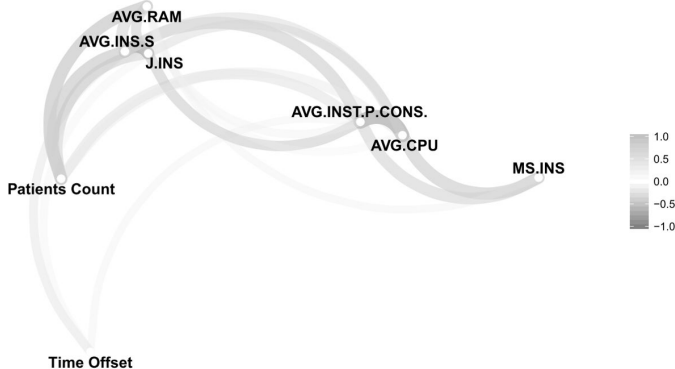 AVG.RAM
AVG.INS.S
J.INS
AVG.INST.P.CONS.
AVG.CPU
MS.INS
Patients Count
Time Offset
1.0
0.5
0.0
−0.5
−1.0